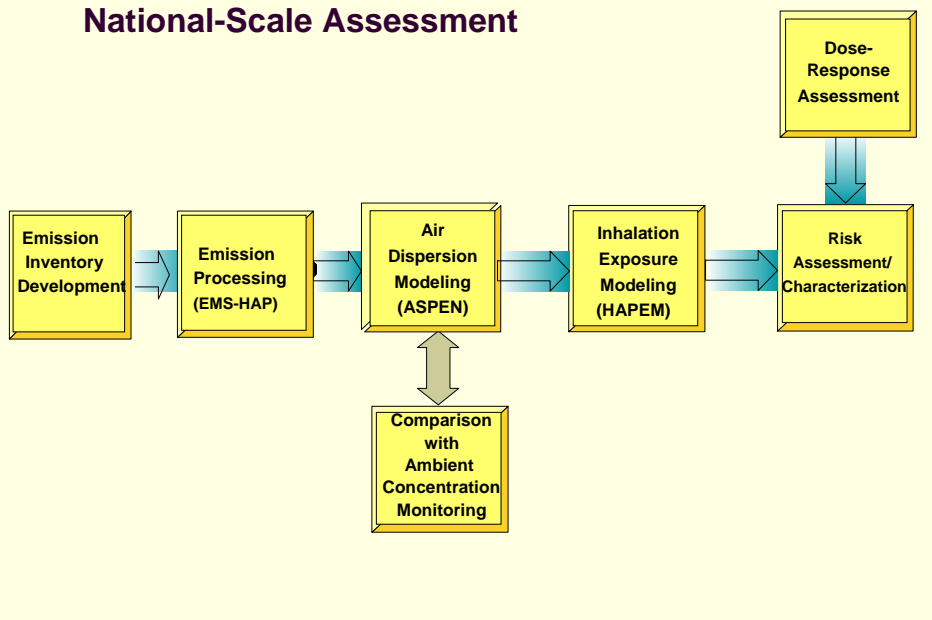 National-Scale Assessment
Dose-
Response
Assessment
Emission
Inventory
Development
Emission
Processing
(EMS-HAP)
Air
Dispersion
Modeling
(ASPEN)
Inhalation
Exposure
Modeling
(HAPEM)
Risk
Assessment/
Characterization
Comparison
with
Ambient
Concentration
Monitoring